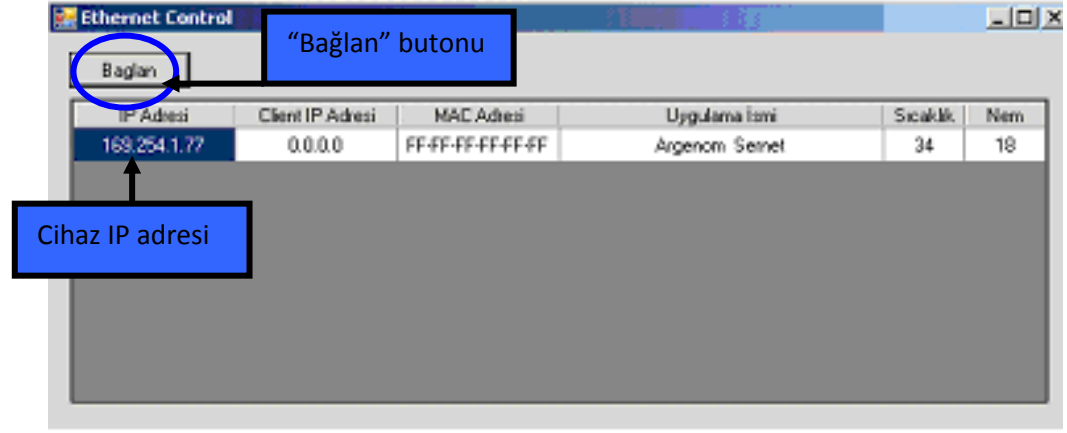 Ethernet Control
“Bağlan” butonu
Baglan
IP Adresi Client IP Adresi MAC Adresi Uygulama Ismi Sıcaklık Nem
169.254.1.77 0.0.0.0 FF-FF-FF-FF-FF-FF Argenom Sernet 34 18
Cihaz IP adresi